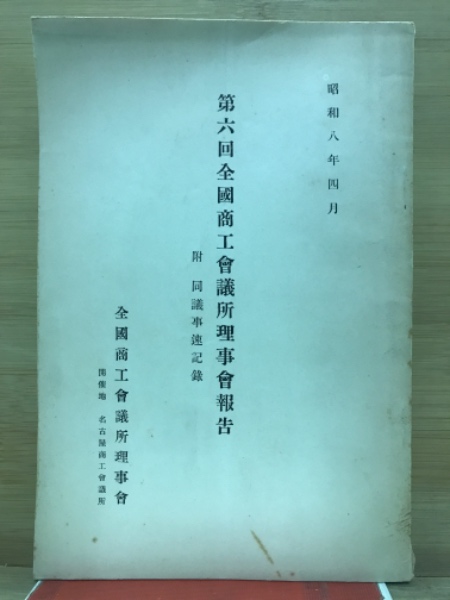 昭和八年四月
第六回全國商工會議所理事會報告
附 同議事速記錄
全國商工會議所理事會
開催地 名古屋商工會議所